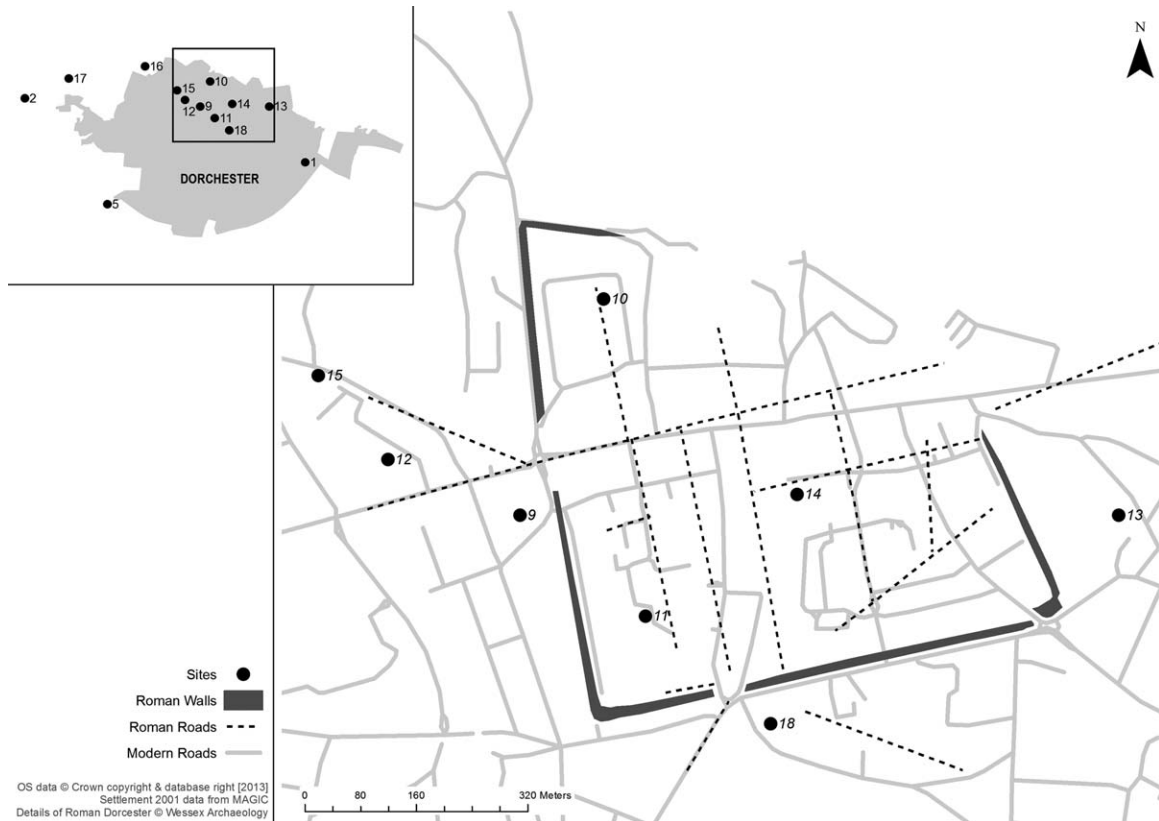 N
16
17
10
15
2
12
9
14
13
11
18
1
DORCHESTER
5
10
15
12
14
9
13
11
18
Sites
Roman Walls
Roman Roads
Modern Roads
OS data © Crown copyright & database right [2013]
Settlement 2001 data from MAGIC
Details of Roman Dorcester © Wessex Archaeology
0 80 160 320 Meters